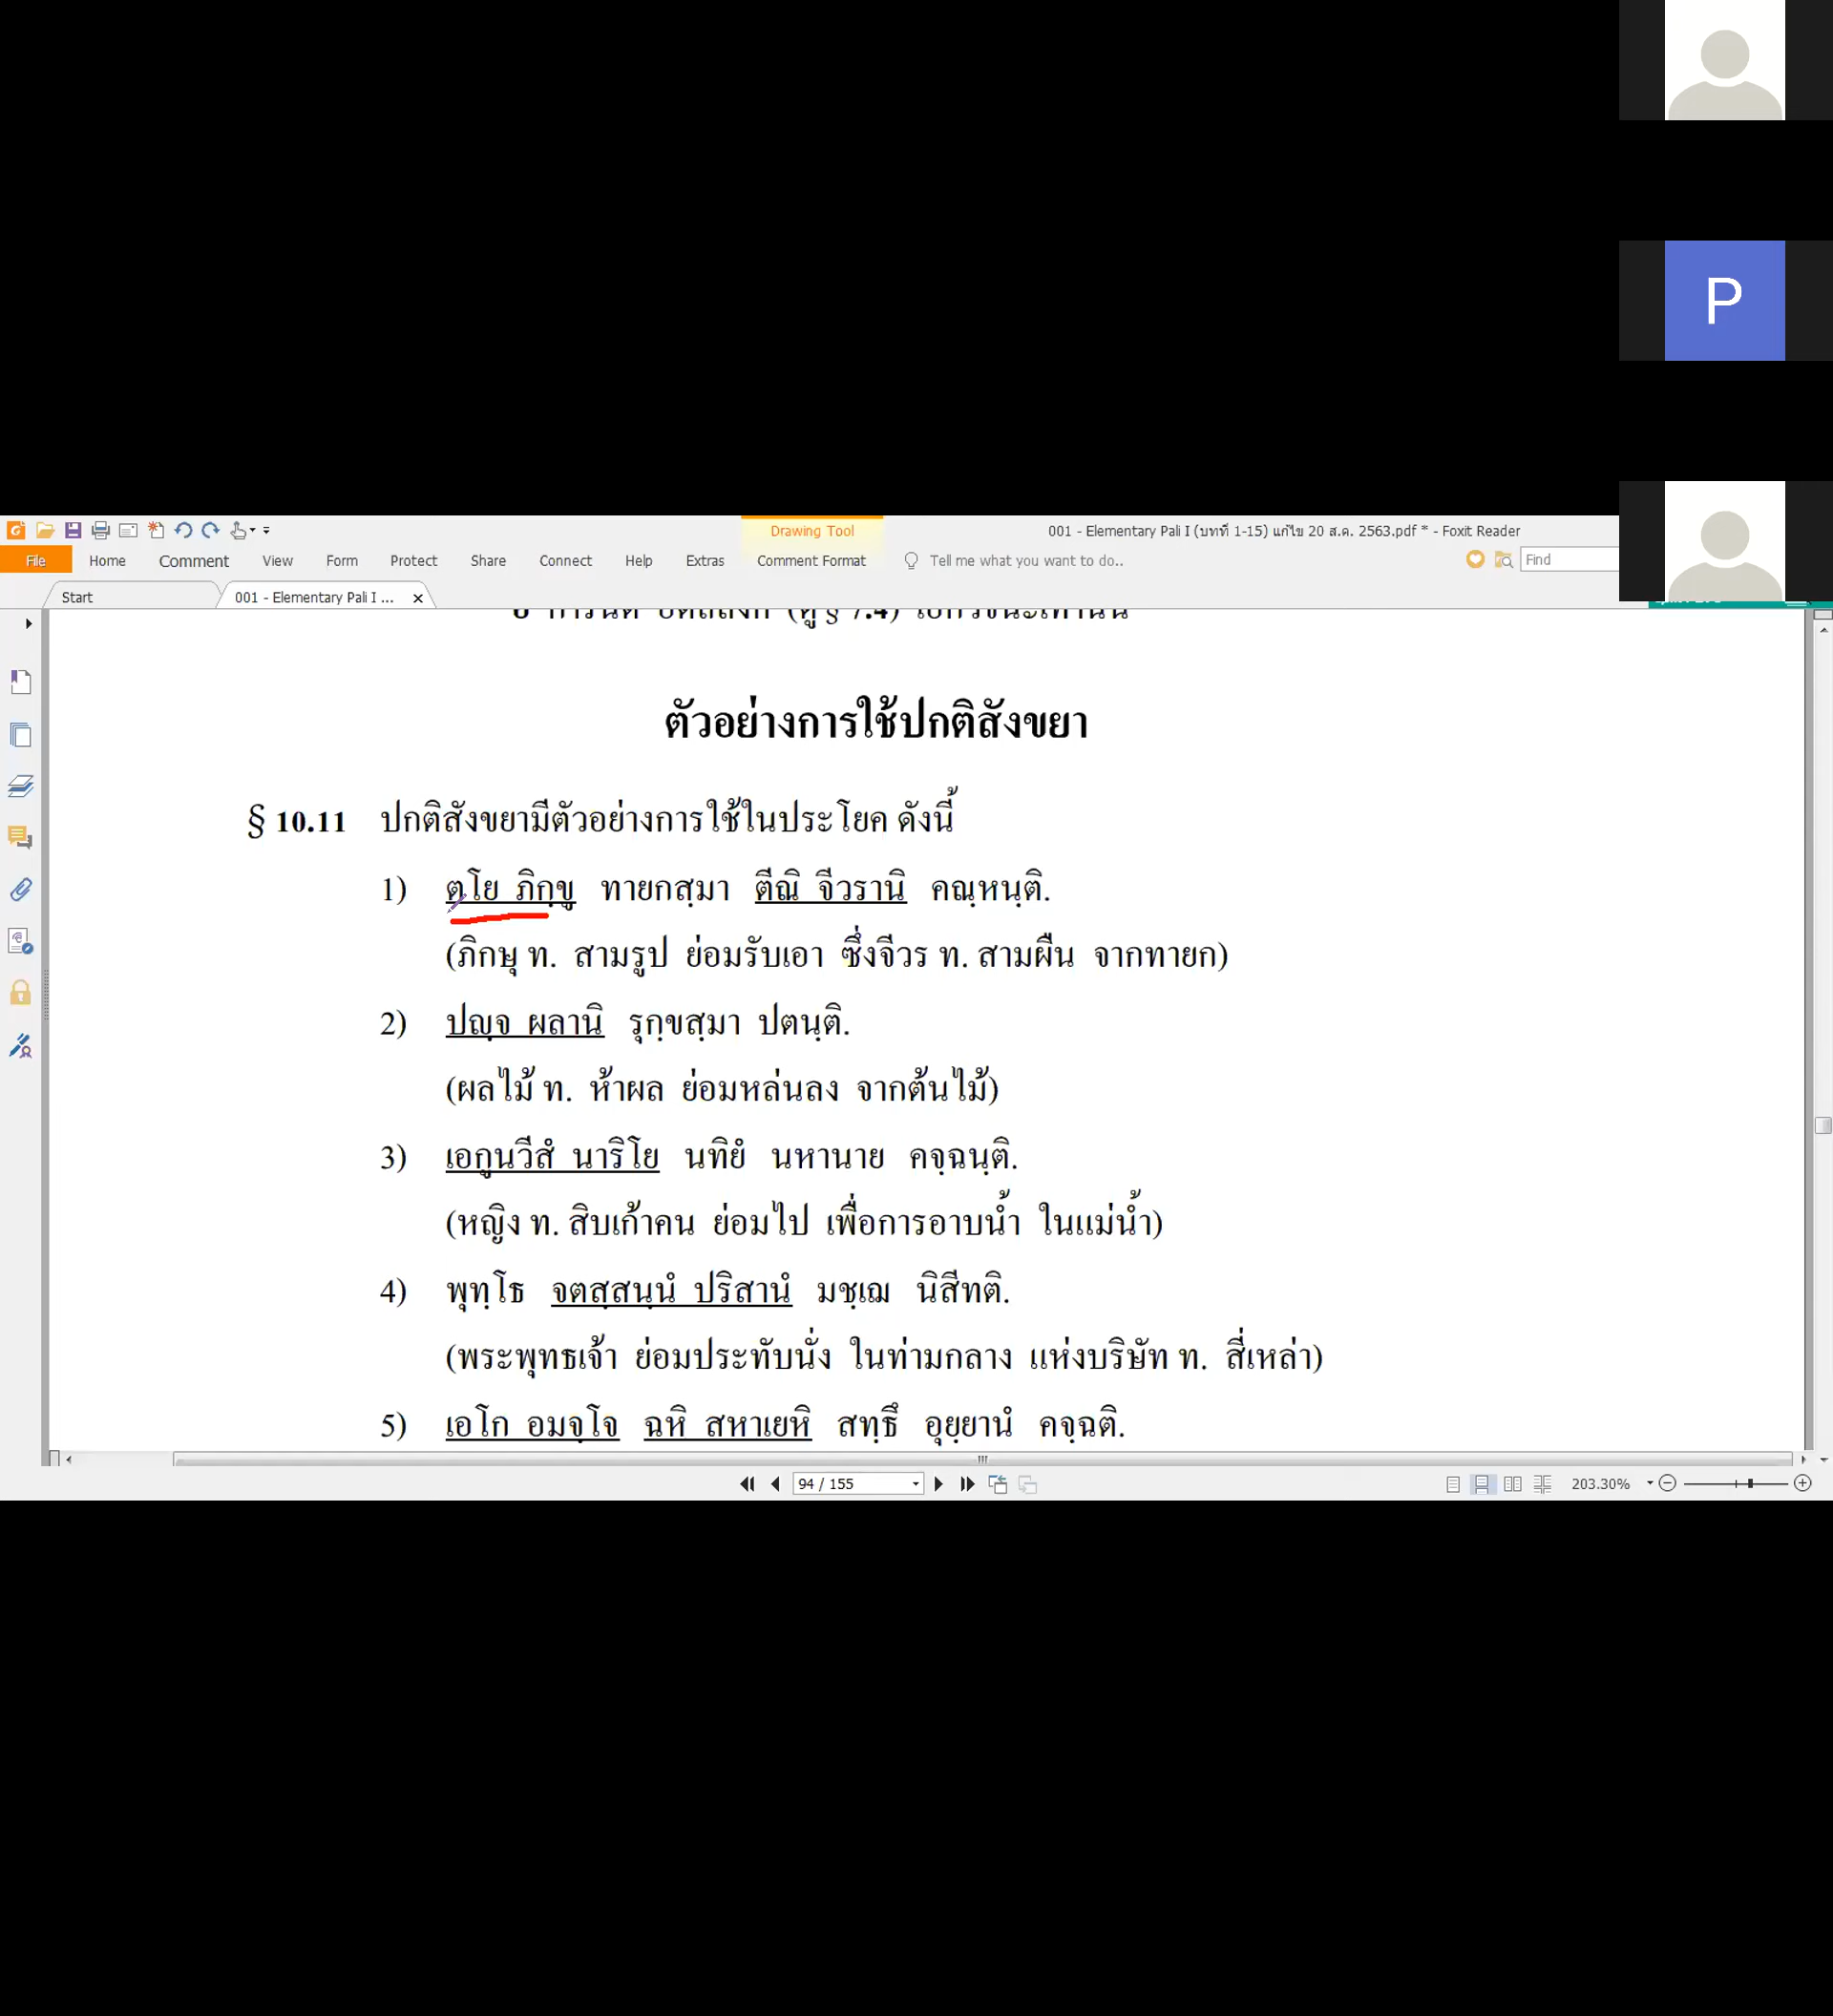 P
Drawing Tool
001 - Elementary Pali I (บทที่ 1-15) แก้ไข 20 ส.ค. 2563.pdf * - Foxit Reader
File Home Comment View Form Protect Share Connect Help Extras Comment Format Tell me what you want to do.. Find
Start 001 - Elementary Pali I ...
ตัวอย่างการใช้ปกติสังขยา
§ 10.11 ปกติสังขยามีตัวอย่างการใช้ในประโยค ดังนี้
1) ตโย ภิกฺขู ทายกสฺมา ตีณิ จีวรานิ คณฺหนฺติ.
(ภิกษุ ท. สามรูป ย่อมรับเอา ซึ่งจีวร ท. สามผืน จากทายก)
2) ปญฺจ ผลานิ รุกฺขสฺมา ปตนฺติ.
(ผลไม้ ท. ห้าผล ย่อมหล่นลง จากต้นไม้)
3) เอกูนวีสํ นาริโย นทิยํ นหานาย คจฺฉนฺติ.
(หญิง ท. สิบเก้าคน ย่อมไป เพื่อการอาบน้ำ ในแม่น้ำ)
4) พุทฺโธ จตสฺสนฺนํ ปริสานํ มชฺเฌ นิสีทติ.
(พระพุทธเจ้า ย่อมประทับนั่ง ในท่ามกลาง แห่งบริษัท ท. สี่เหล่า)
5) เอโก อมจฺโจ ฉหิ สหาเยหิ สทฺธึ อุยฺยานํ คจฺฉติ.
94 / 155 203.30%